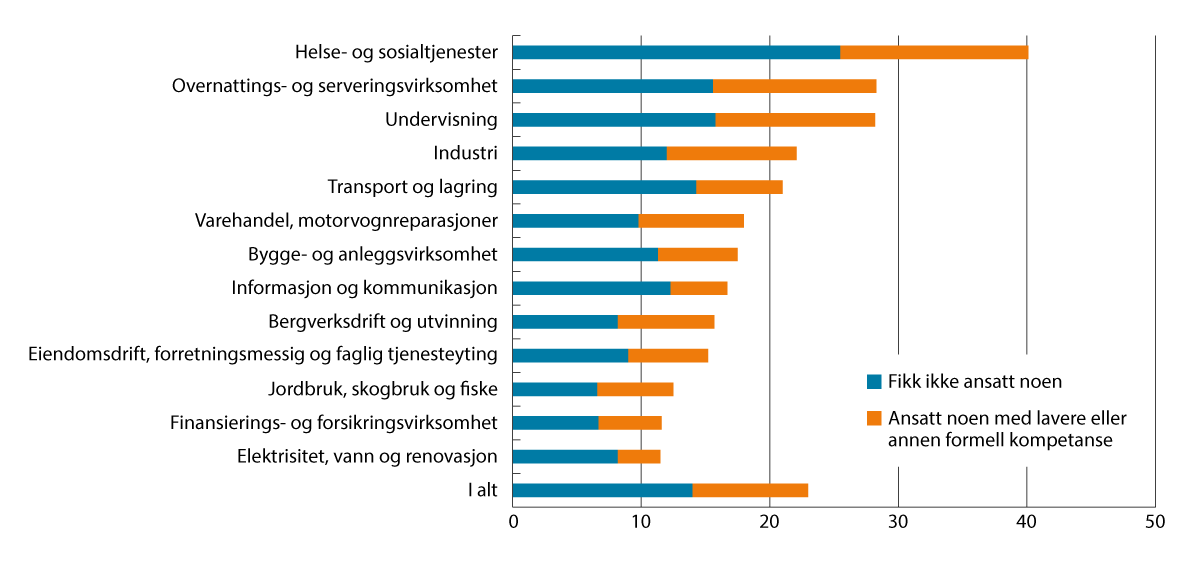 Helse- og sosialtjenester
Overnattings- og serveringsvirksomhet
Undervisning
Industri
Transport og lagring
Varehandel, motorvognreparasjoner
Bygge- og anleggsvirksomhet
Informasjon og kommunikasjon
Bergverksdrift og utvinning
Eiendomsdrift, forretningsmessig og faglig tjenesteyting
Jordbruk, skogbruk og fiske
Finansierings- og forsikringsvirksomhet
Elektrisitet, vann og renovasjon
I alt
0 10 20 30 40 50
Fikk ikke ansatt noen
Ansatt noen med lavere eller
annen formell kompetanse